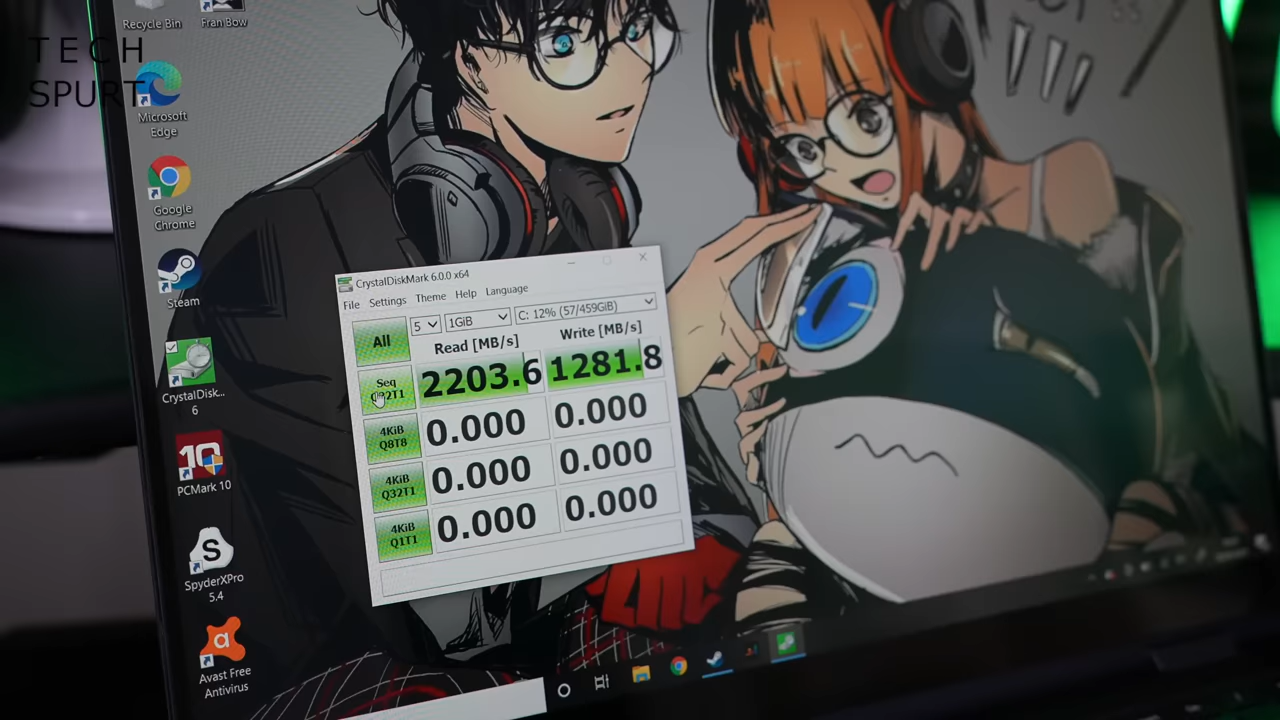 Recycle Bin
Fran Bow
TECH
SPURT
Microsoft
Edge
Google
Chrome
Steam
CrystalDisk...
6
PCMark 10
SpyderXPro
5.4
Avast Free
Antivirus
CrystalDiskMark 6.0.0 x64
File Settings Theme Help Language
All
5
1GiB
C: 12% (57/459GiB)
Read [MB/s]
Write [MB/s]
Seq
Q32T1
2203.6
1281.8
4KiB
Q8T8
0.000
0.000
4KiB
Q32T1
0.000
0.000
4KiB
Q1T1
0.000
0.000